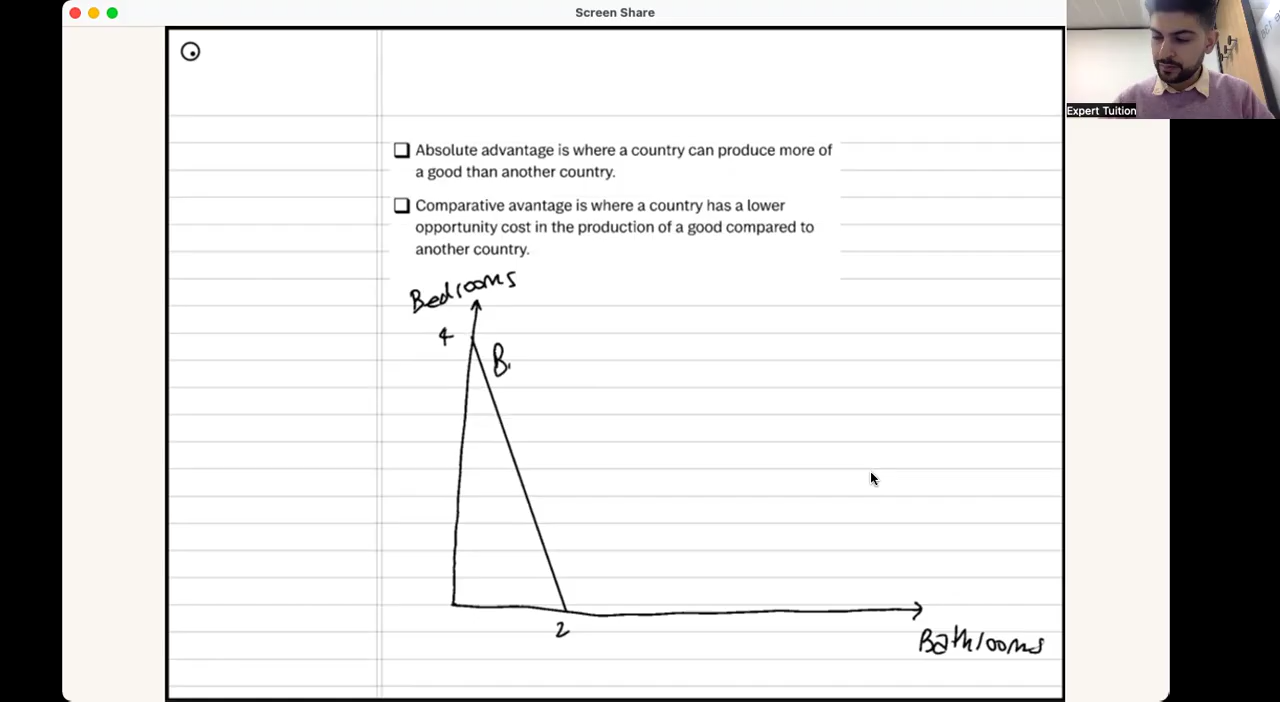 Screen Share
Expert Tuition
Absolute advantage is where a country can produce more of
a good than another country.
Comparative avantage is where a country has a lower
opportunity cost in the production of a good compared to
another country.
Bedrooms
4
B.
2
Bathrooms